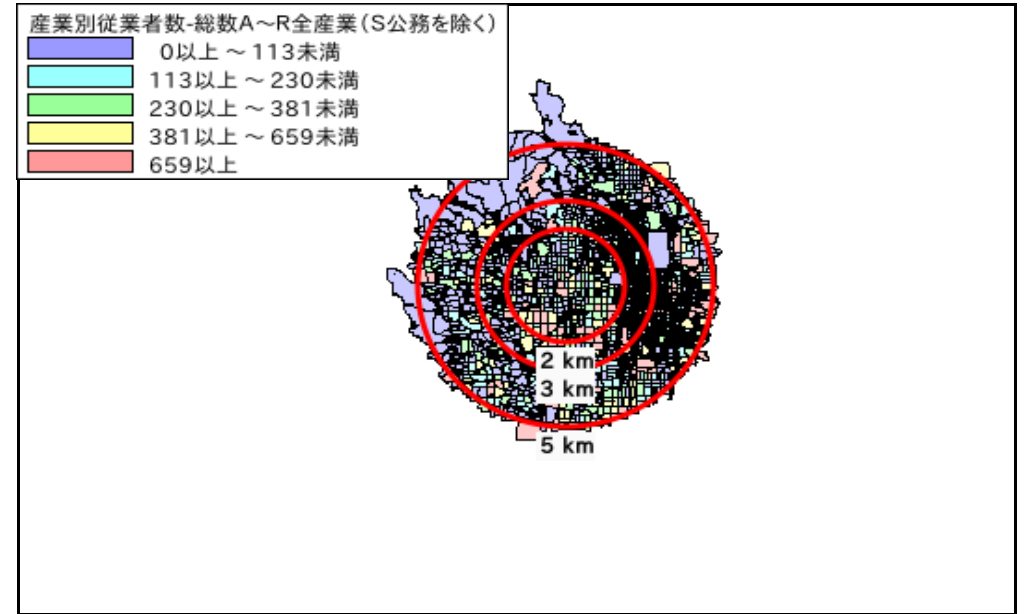 産業別従業者数-総数A～R全産業(S公務を除く)
0以上 ～ 113未満
113以上 ～ 230未満
230以上 ～ 381未満
381以上 ～ 659未満
659以上
2 km
3 km
5 km